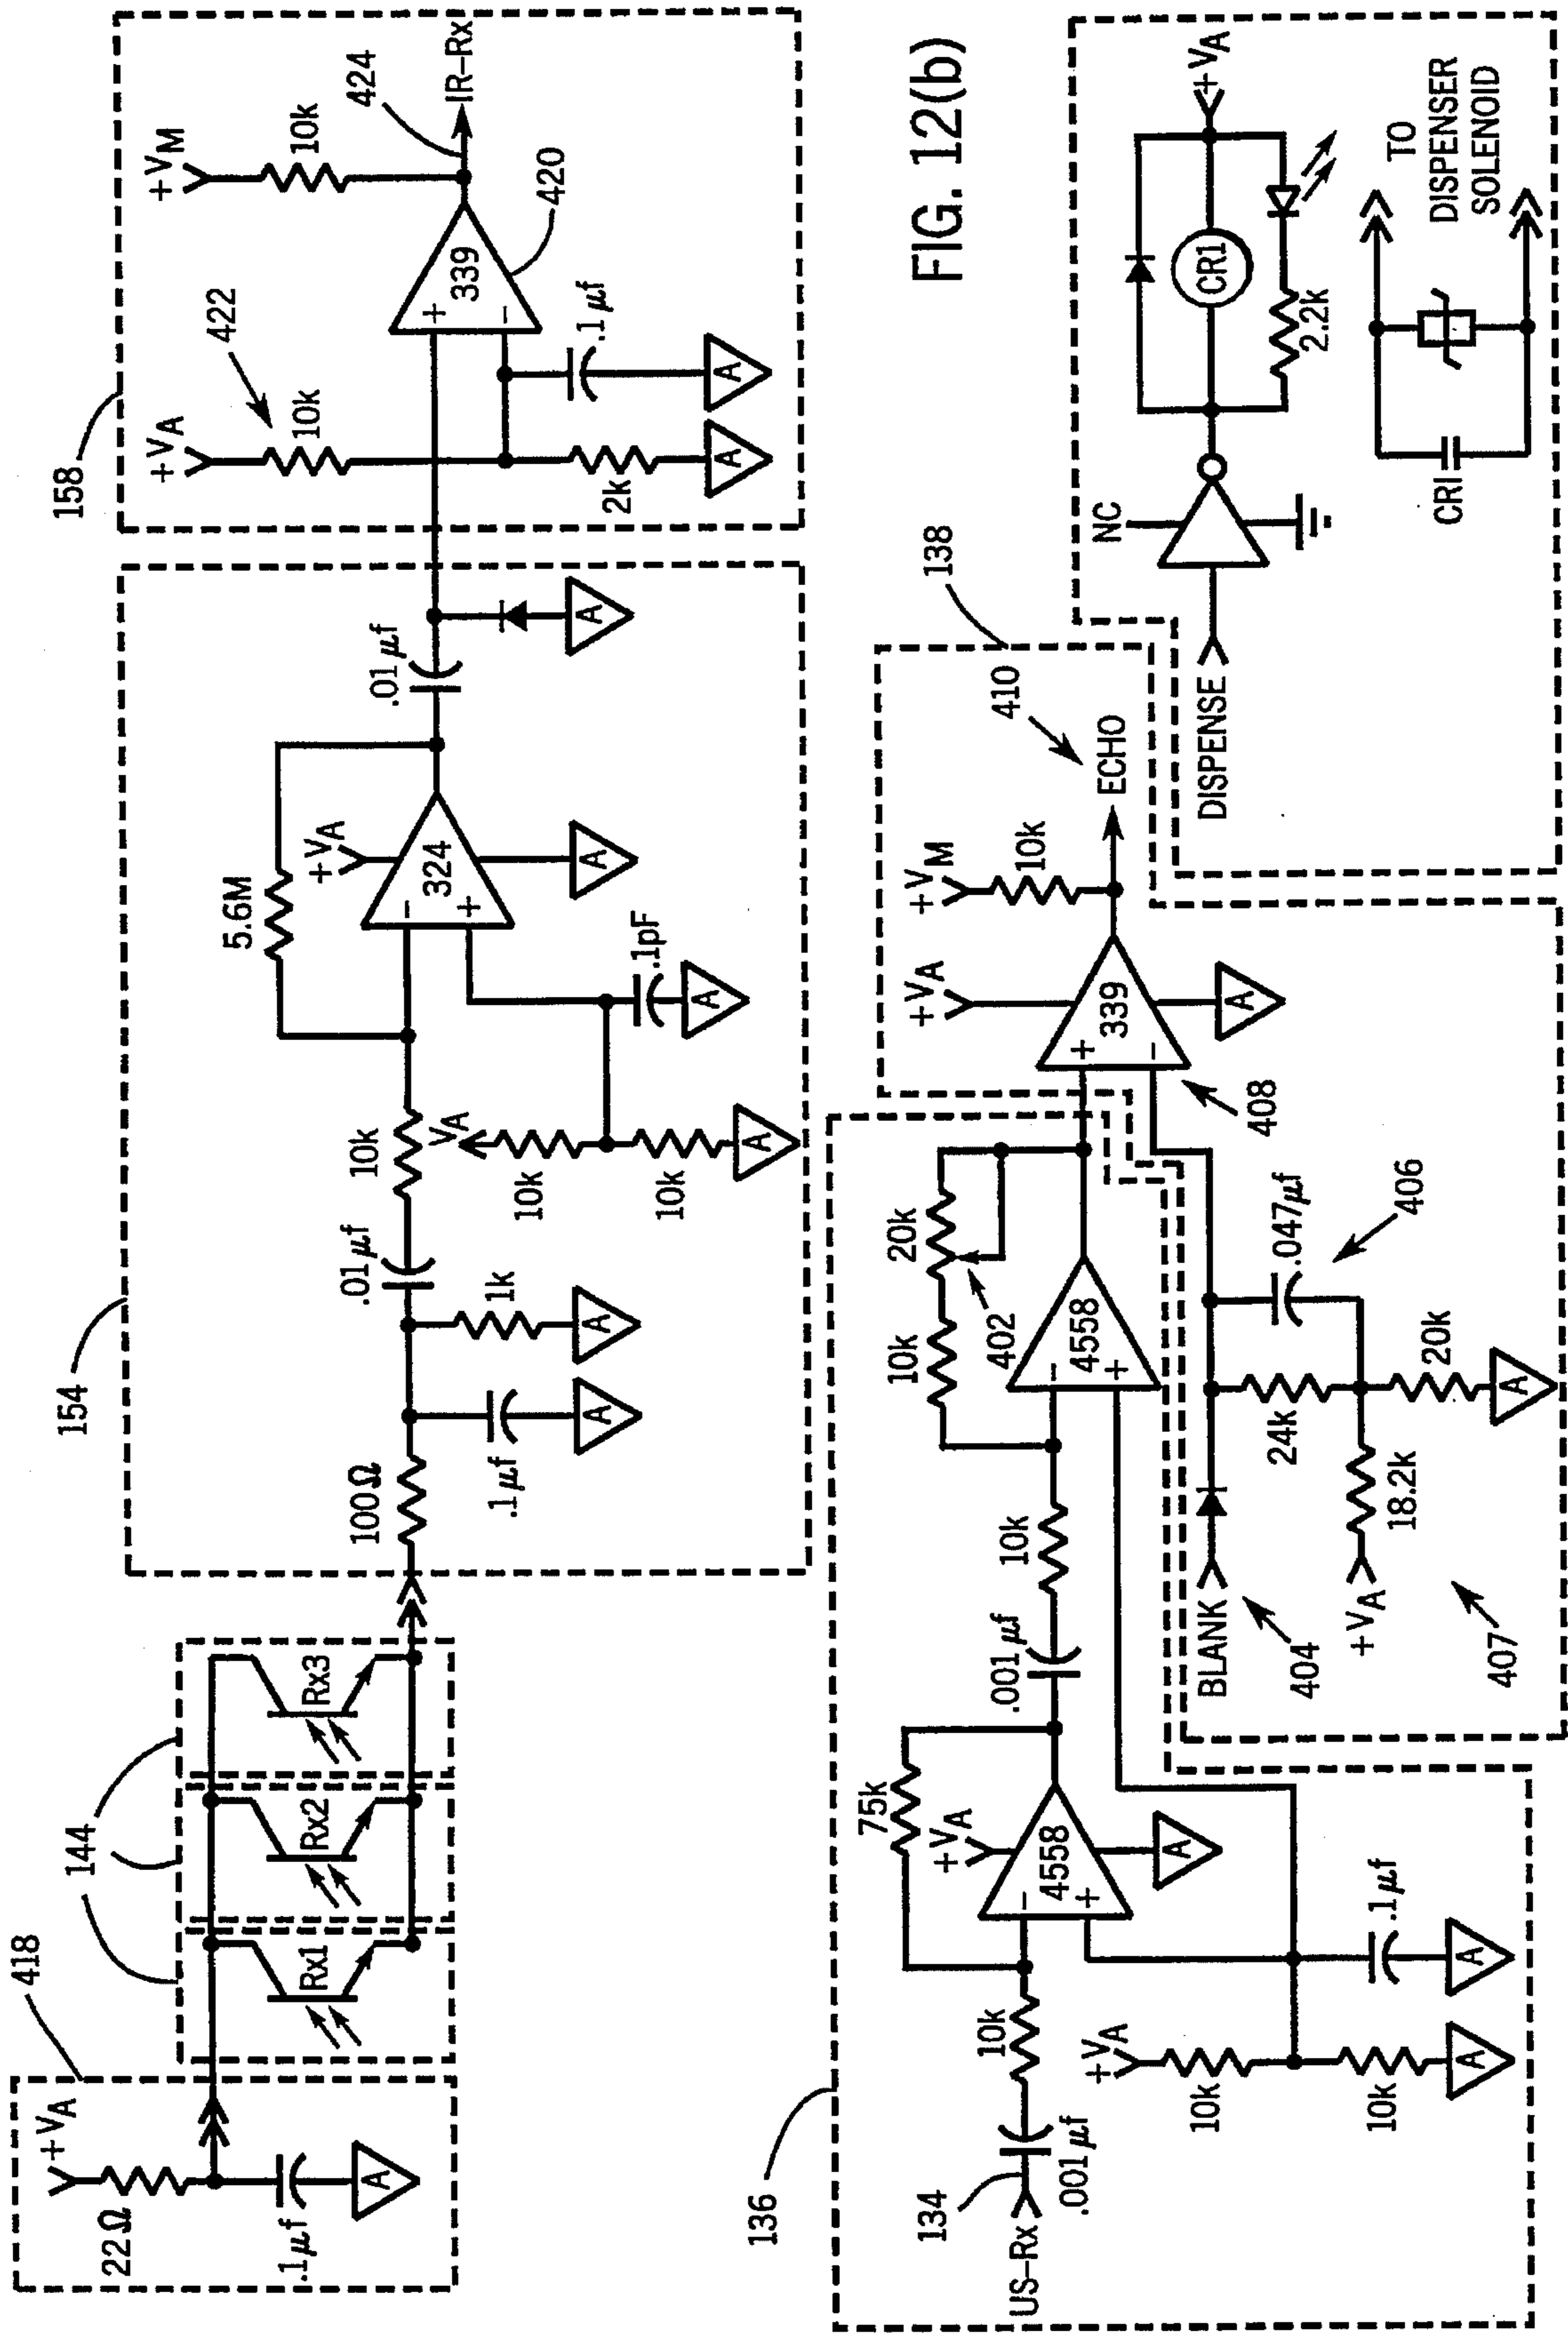 418
+VA
22Ω
.1μf
A
144
Rx1
Rx2
Rx3
154
100Ω
.1μf
A
1k
A
.01μf
10k
VA
10k
10k
A
.1pF
A
5.6M
+VA
324
−
+
A
.01μf
A
158
+VA
422
10k
2k
A
.1μf
A
+
−
339
420
+VM
10k
424
IR–Rx
FIG. 12(b)
136
134
US–Rx
.001μf
10k
75k
+VA
4558
−
+
A
+VA
10k
10k
A
.1μf
A
.001μf
10k
10k
20k
402
4558
−
+
BLANK
404
+VA
407
18.2k
24k
20k
A
.047μf
406
408
+VA
339
+
−
A
+VM
10k
ECHO
410
138
DISPENSE
NC
CR1
2.2k
+VA
CR1
TO
DISPENSER
SOLENOID